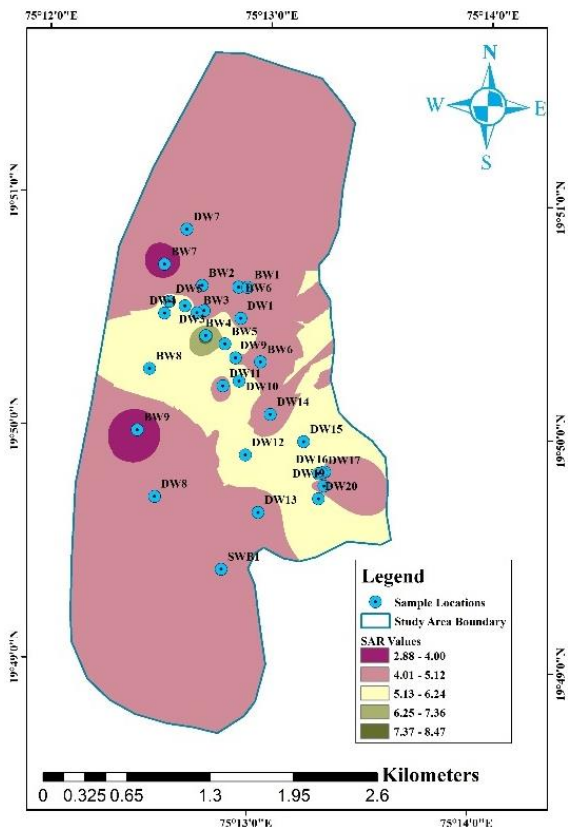 75°12'0"E 75°13'0"E 75°14'0"E
N
W E
S
19°51'0"N 19°51'0"N
DW7
BW7
BW2 BW1
DW6
DW4 BW3 DW1
DW3 BW4
BW5
DW9
BW8 BW6
DW11
DW10
DW14
BW9 DW15
19°50'0"N 19°50'0"N
DW12
DW16 DW17
DW19
DW8 DW20
DW13
SWB1
Legend
Sample Locations
Study Area Boundary
SAR Values
2.88 - 4.00
4.01 - 5.12
5.13 - 6.24
6.25 - 7.36
7.37 - 8.47
19°49'0"N 19°49'0"N
Kilometers
0 0.325 0.65 1.3 1.95 2.6
75°13'0"E 75°14'0"E